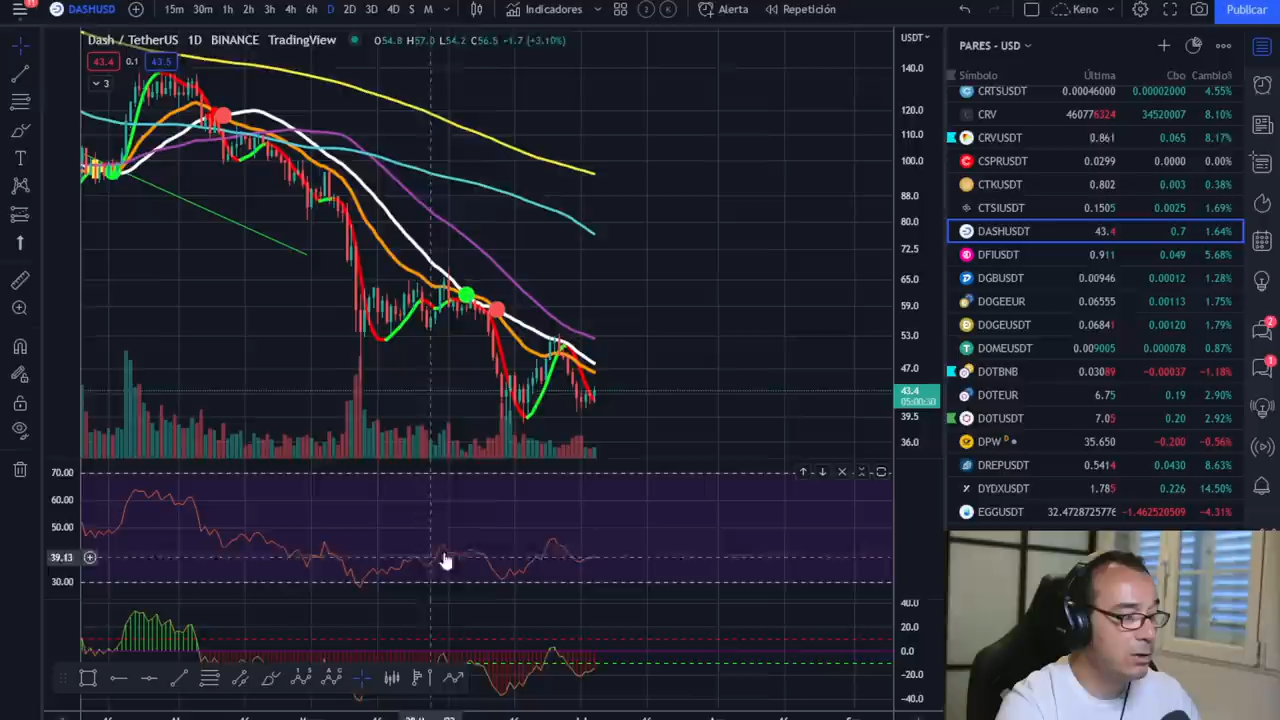 11
DASHUSD
15m 30m 1h 2h 3h 4h 6h D 2D 3D 4D S M
Indicadores
2
K
Alerta
Repetición
Keno
Publicar
Dash / TetherUS 1D BINANCE TradingView
O54.8 H57.0 L54.2 C56.5 -1.7 (+3.10%)
43.4 0.1 43.5
3
USDT
140.0
120.0
110.0
100.0
88.0
80.0
72.5
65.0
59.0
53.0
47.0
43.4
05:00:30
39.5
36.0
70.00
60.00
50.00
39.13
30.00
40.0
20.0
0.0
-20.0
-40.0
PARES - USD
Símbolo Última Cbo Cambio%
CRTSUSDT 0.00046000 0.00002000 4.55%
CRV 460776324 34520007 8.10%
CRVUSDT 0.861 0.065 8.17%
CSPRUSDT 0.0299 0.0000 0.00%
CTKUSDT 0.802 0.003 0.38%
CTSIUSDT 0.1505 0.0025 1.69%
DASHUSDT 43.4 0.7 1.64%
DFIUSDT 0.911 0.049 5.68%
DGBUSDT 0.00946 0.00012 1.28%
DOGEEUR 0.06555 0.00113 1.75%
DOGEUSDT 0.06841 0.00120 1.79%
DOMEUSDT 0.009005 0.000078 0.87%
DOTBNB 0.03089 -0.00037 -1.18%
DOTEUR 6.75 0.19 2.90%
DOTUSDT 7.05 0.20 2.92%
DPW D 35.650 -0.200 -0.56%
DREPUSDT 0.5414 0.0430 8.63%
DYDXUSDT 1.785 0.226 14.50%
EGGUSDT 32.4728725776 -1.462520509 -4.31%
2
1